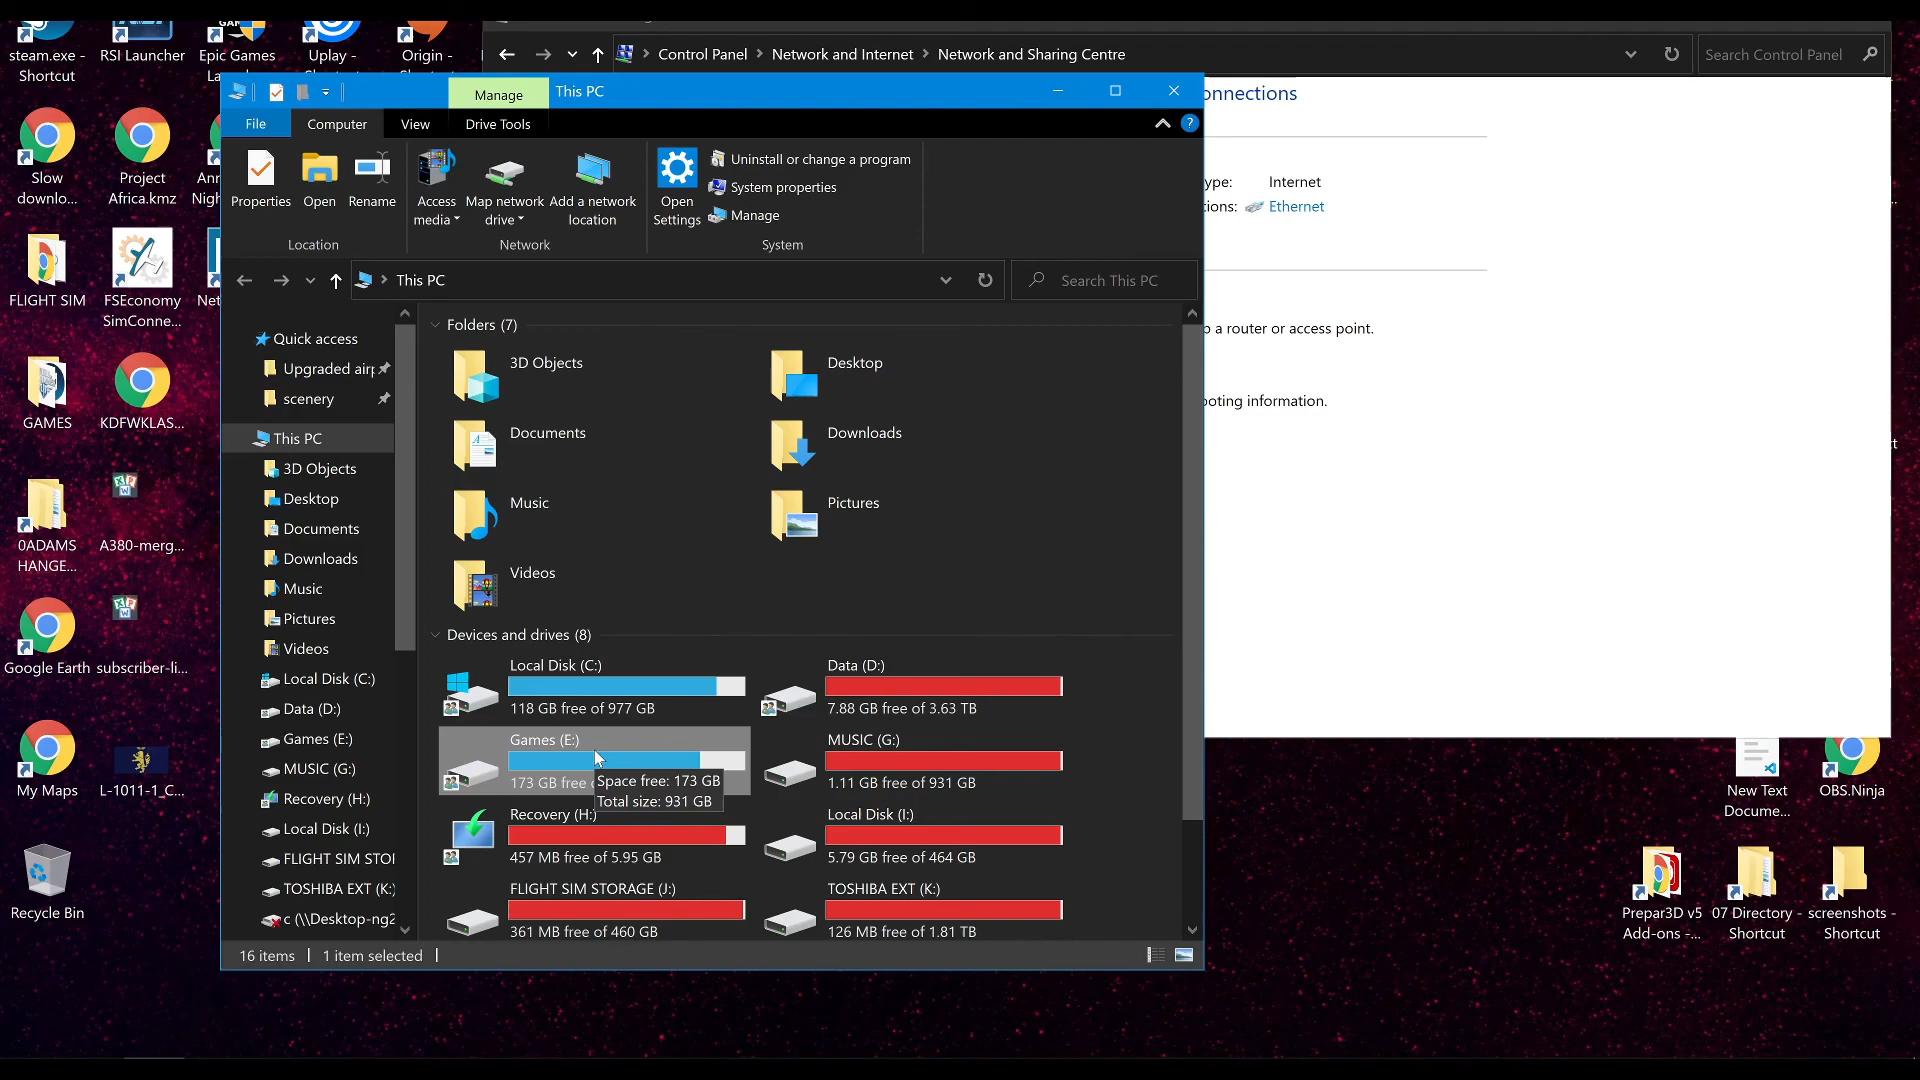 steam.exe -
Shortcut
RSI Launcher
Epic Games
Uplay -
Origin -
Control Panel
Network and Internet
Network and Sharing Centre
Search Control Panel
Manage
This PC
File
Computer
View
Drive Tools
Properties
Open
Rename
Location
Access
media
Map network
drive
Add a network
location
Network
Open
Settings
Uninstall or change a program
System properties
Manage
System
This PC
Search This PC
Quick access
Upgraded airp
scenery
This PC
3D Objects
Desktop
Documents
Downloads
Music
Pictures
Videos
Local Disk (C:)
Data (D:)
Games (E:)
MUSIC (G:)
Recovery (H:)
Local Disk (I:)
FLIGHT SIM STOI
TOSHIBA EXT (K:)
c (\\Desktop-ng2
Folders (7)
3D Objects
Desktop
Documents
Downloads
Music
Pictures
Videos
Devices and drives (8)
Local Disk (C:)
118 GB free of 977 GB
Data (D:)
7.88 GB free of 3.63 TB
Games (E:)
173 GB free
Space free: 173 GB
Total size: 931 GB
MUSIC (G:)
1.11 GB free of 931 GB
Recovery (H:)
457 MB free of 5.95 GB
Local Disk (I:)
5.79 GB free of 464 GB
FLIGHT SIM STORAGE (J:)
361 MB free of 460 GB
TOSHIBA EXT (K:)
126 MB free of 1.81 TB
16 items
1 item selected
onnections
ype: Internet
ions: Ethernet
p a router or access point.
oting information.
Slow
downlo...
Project
Africa.kmz
Ann
Nigh
FLIGHT SIM
FSEconomy
SimConne...
Net
GAMES
KDFWKLAS...
0ADAMS
HANGE...
A380-merg...
Google Earth
subscriber-li...
My Maps
L-1011-1_C...
Recycle Bin
New Text
Docume...
OBS.Ninja
Prepar3D v5
Add-ons -...
07 Directory -
Shortcut
screenshots -
Shortcut